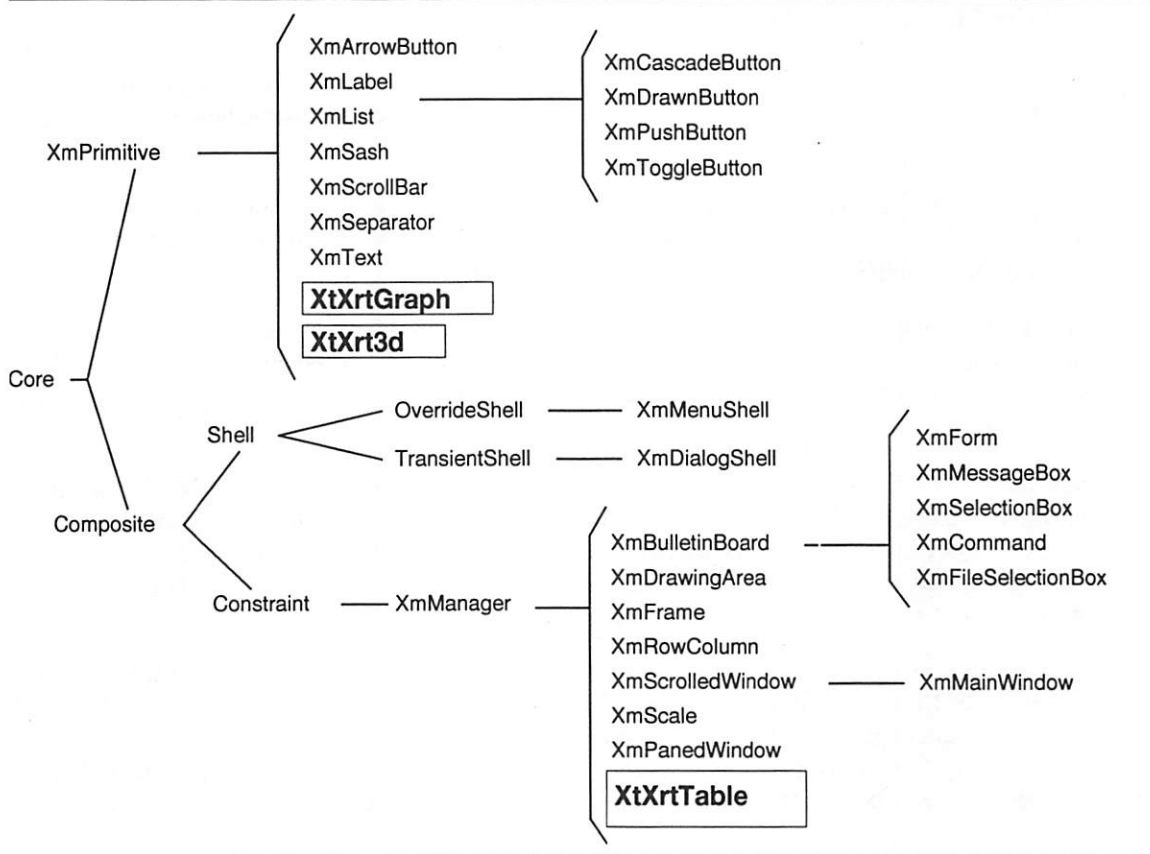 XmArrowButton
XmLabel
XmList
XmSash
XmScrollBar
XmSeparator
XmText
XtXrtGraph
XtXrt3d
XmCascadeButton
XmDrawnButton
XmPushButton
XmToggleButton
XmPrimitive
Core
Composite
Shell
OverrideShell
XmMenuShell
TransientShell
XmDialogShell
Constraint
XmManager
XmBulletinBoard
XmDrawingArea
XmFrame
XmRowColumn
XmScrolledWindow
XmScale
XmPanedWindow
XtXrtTable
XmForm
XmMessageBox
XmSelectionBox
XmCommand
XmFileSelectionBox
XmMainWindow